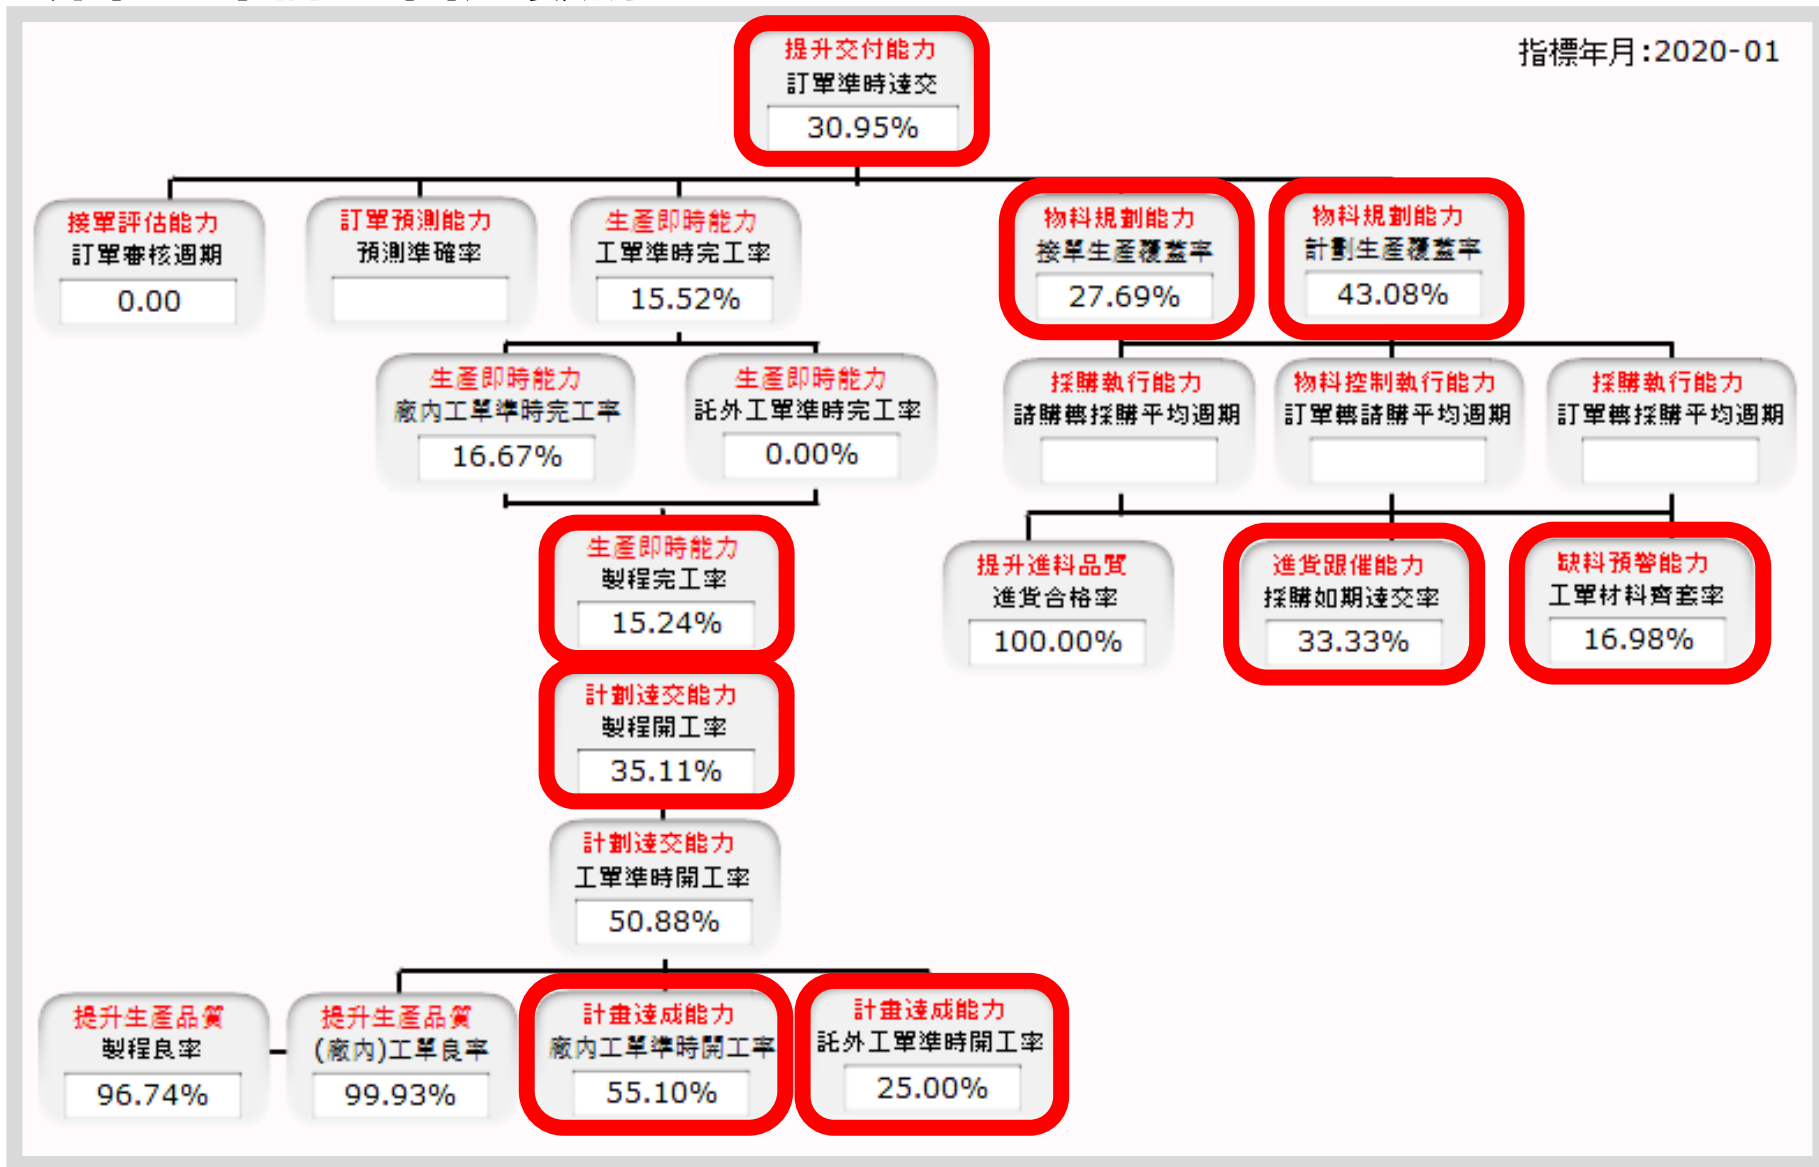 指標年月:2020-01
提升交付能力
訂單準時達交
30.95%
接單評估能力
訂單審核週期
0.00
訂單預測能力
預測準確率
生產即時能力
工單準時完工率
15.52%
物料規劃能力
接單生產覆蓋率
27.69%
物料規劃能力
計劃生產覆蓋率
43.08%
生產即時能力
廠內工單準時完工率
16.67%
生產即時能力
託外工單準時完工率
0.00%
採購執行能力
請購轉採購平均週期
物料控制執行能力
訂單轉請購平均週期
採購執行能力
訂單轉採購平均週期
生產即時能力
製程完工率
15.24%
提升進料品質
進貨合格率
100.00%
進貨跟催能力
採購如期達交率
33.33%
缺料預警能力
工單材料齊套率
16.98%
計劃達交能力
製程開工率
35.11%
計劃達交能力
工單準時開工率
50.88%
提升生產品質
製程良率
96.74%
提升生產品質
(廠內)工單良率
99.93%
計畫達成能力
廠內工單準時開工率
55.10%
計畫達成能力
託外工單準時開工率
25.00%